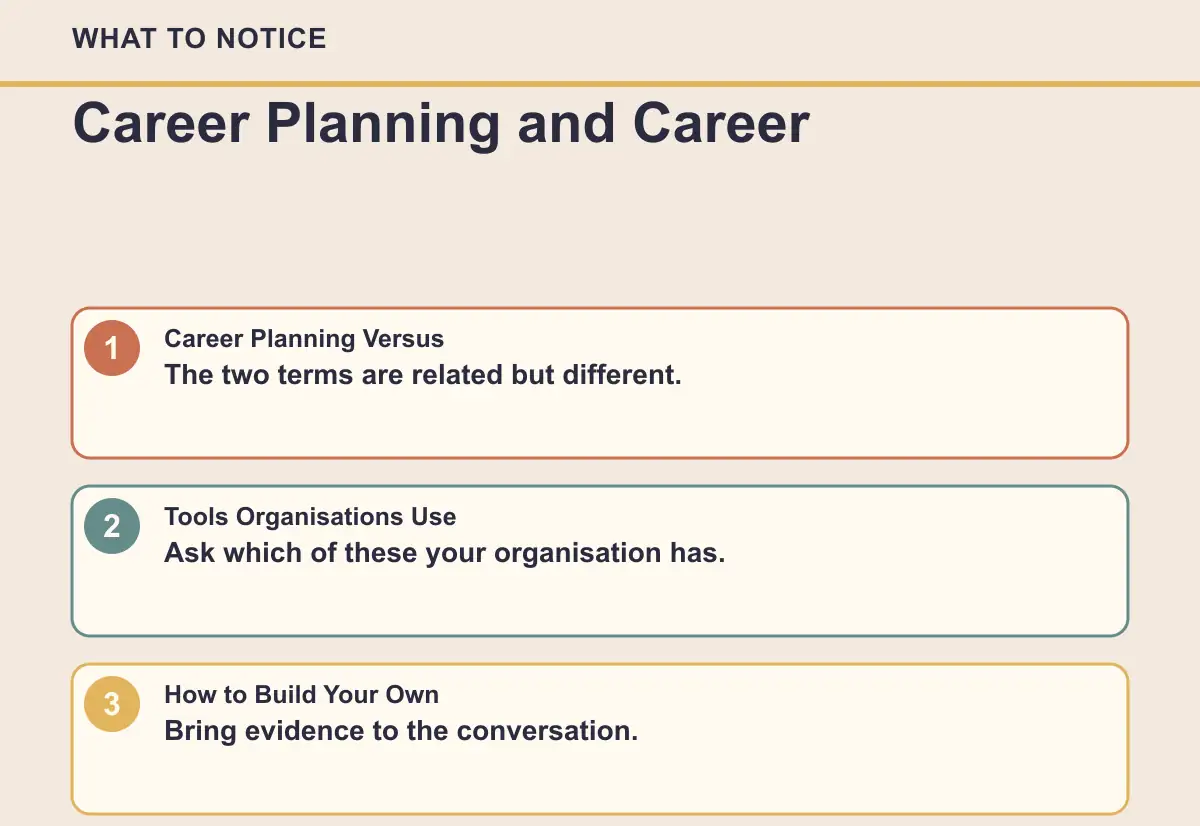 WHAT TO NOTICE
Career Planning and Career
1
Career Planning Versus
The two terms are related but different.
2
Tools Organisations Use
Ask which of these your organisation has.
3
How to Build Your Own
Bring evidence to the conversation.